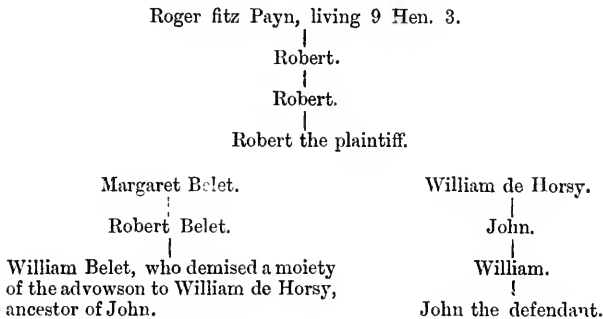 Roger fitz Payn, living 9 Hen. 3.
Robert.
Robert.
Robert the plaintiff.
Margaret Belet.
Robert Belet.
William Belet, who demised a moiety
of the advowson to William de Horsy,
ancestor of John.
William de Horsy.
John.
William.
John the defendant.